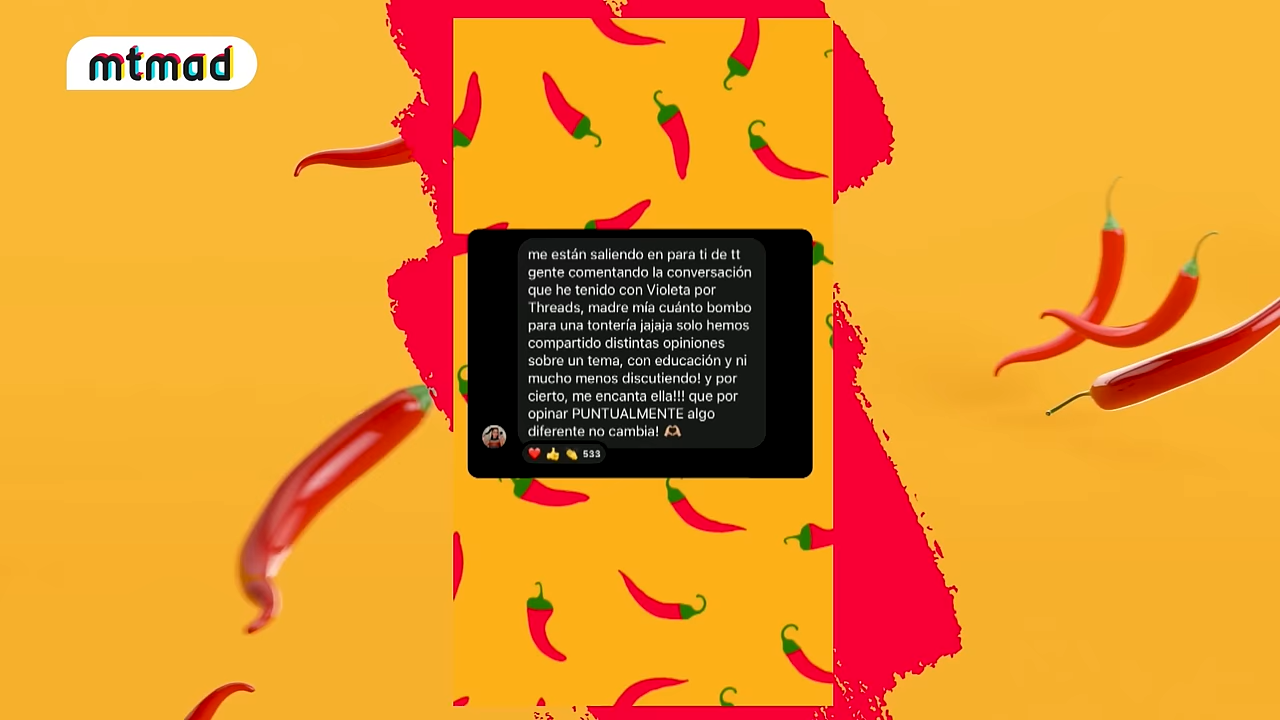 mtmad
me están saliendo en para ti de tt
gente comentando la conversación
que he tenido con Violeta por
Threads, madre mía cuánto bombo
para una tontería jajaja solo hemos
compartido distintas opiniones
sobre un tema, con educación y ni
mucho menos discutiendo! y por
cierto, me encanta ella!!! que por
opinar PUNTUALMENTE algo
diferente no cambia! 🫶🏽
❤️ 👍 👏 533